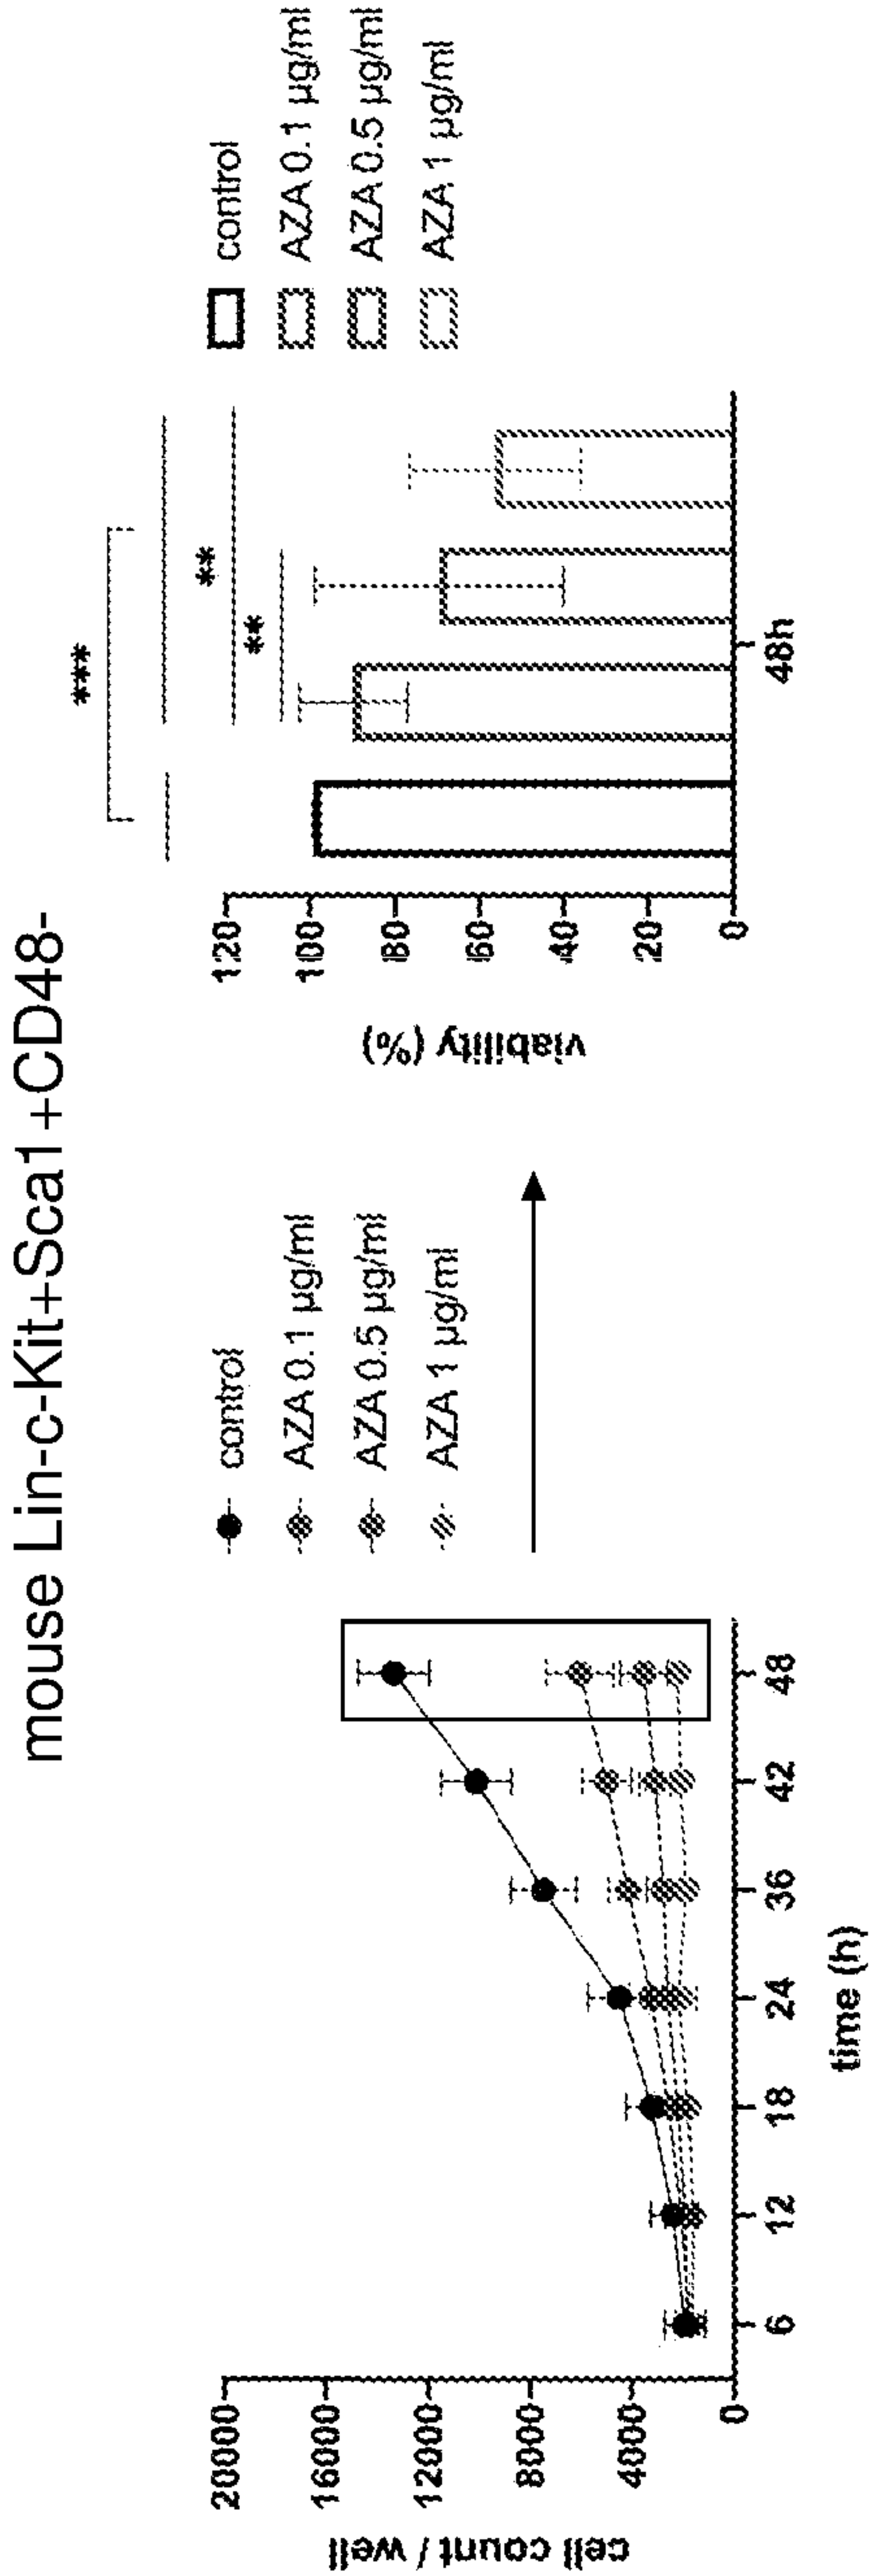 mouse Lin-c-Kit+Sca1+CD48-
cell count / well
20000
16000
12000
8000
4000
0
6
12
18
24
36
42
48
time (h)
control
AZA 0.1 µg/ml
AZA 0.5 µg/ml
AZA 1 µg/ml
viability (%)
120
100
80
60
40
20
0
48h
***
**
**
control
AZA 0.1 µg/ml
AZA 0.5 µg/ml
AZA 1 µg/ml